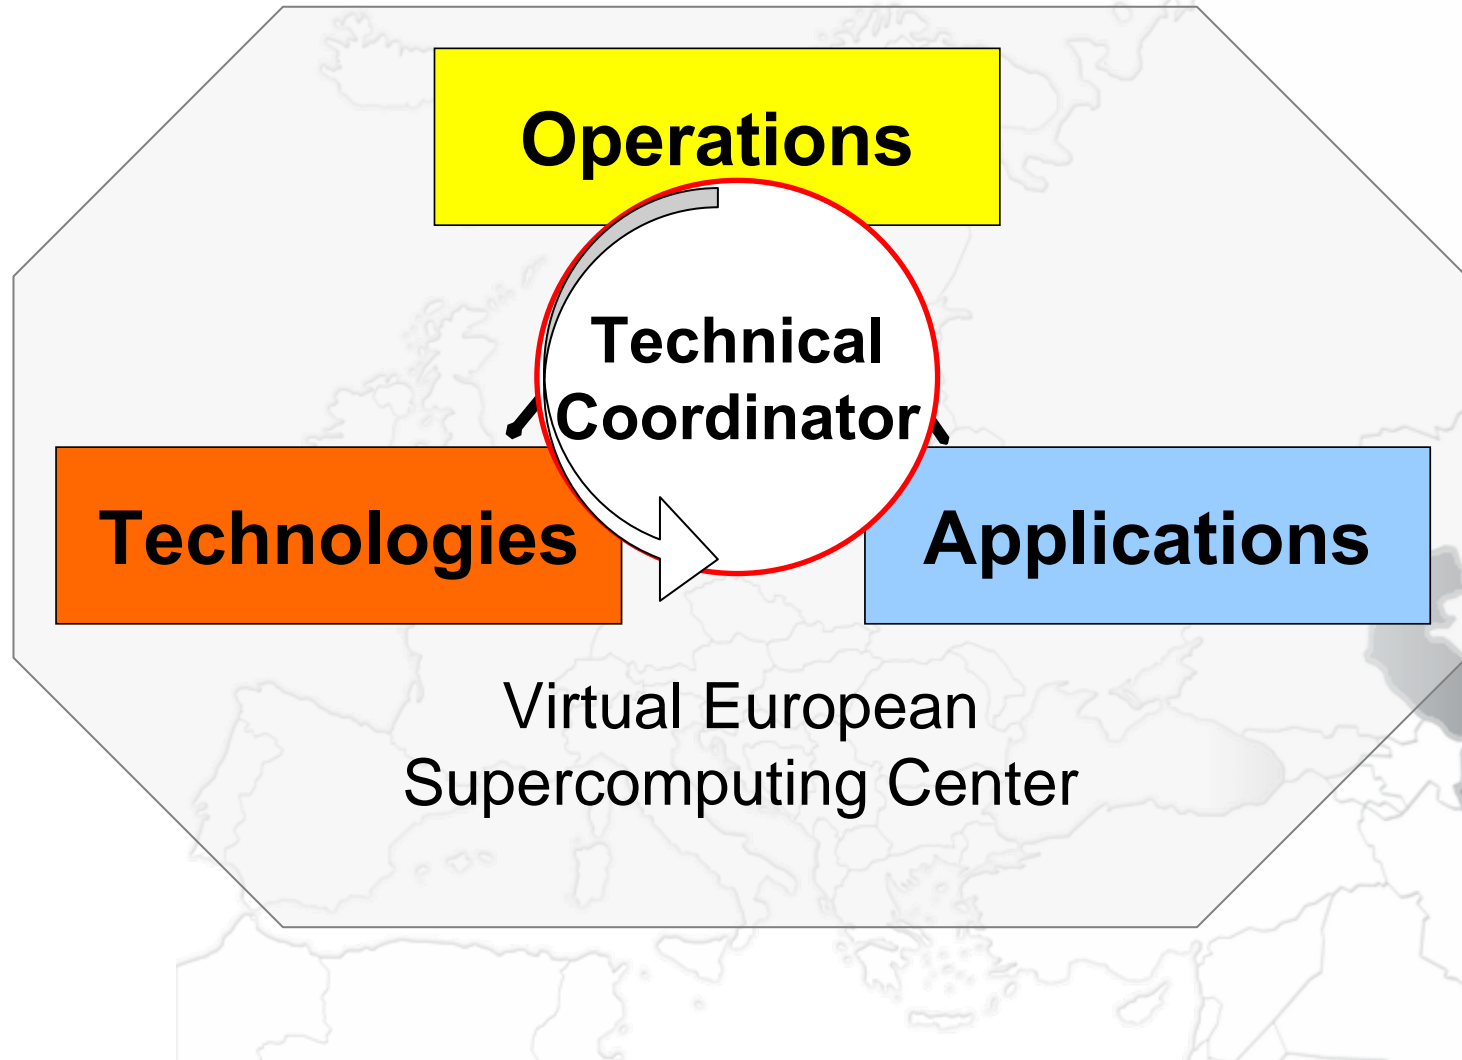 Operations
Technical
Coordinator
Technologies
Applications
Virtual European
Supercomputing Center